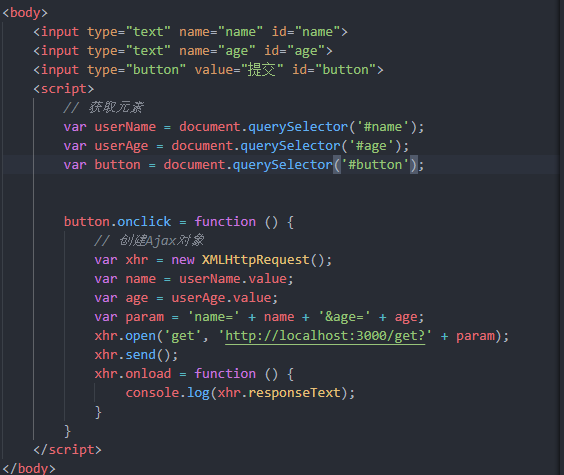 <body>
<input type="text" name="name" id="name">
<input type="text" name="age" id="age">
<input type="button" value="提交" id="button">
<script>
// 获取元素
var userName = document.querySelector('#name');
var userAge = document.querySelector('#age');
var button = document.querySelector('#button');
button.onclick = function () {
// 创建Ajax对象
var xhr = new XMLHttpRequest();
var name = userName.value;
var age = userAge.value;
var param = 'name=' + name + '&age=' + age;
xhr.open('get', 'http://localhost:3000/get?' + param);
xhr.send();
xhr.onload = function () {
console.log(xhr.responseText);
}
}
</script>
</body>